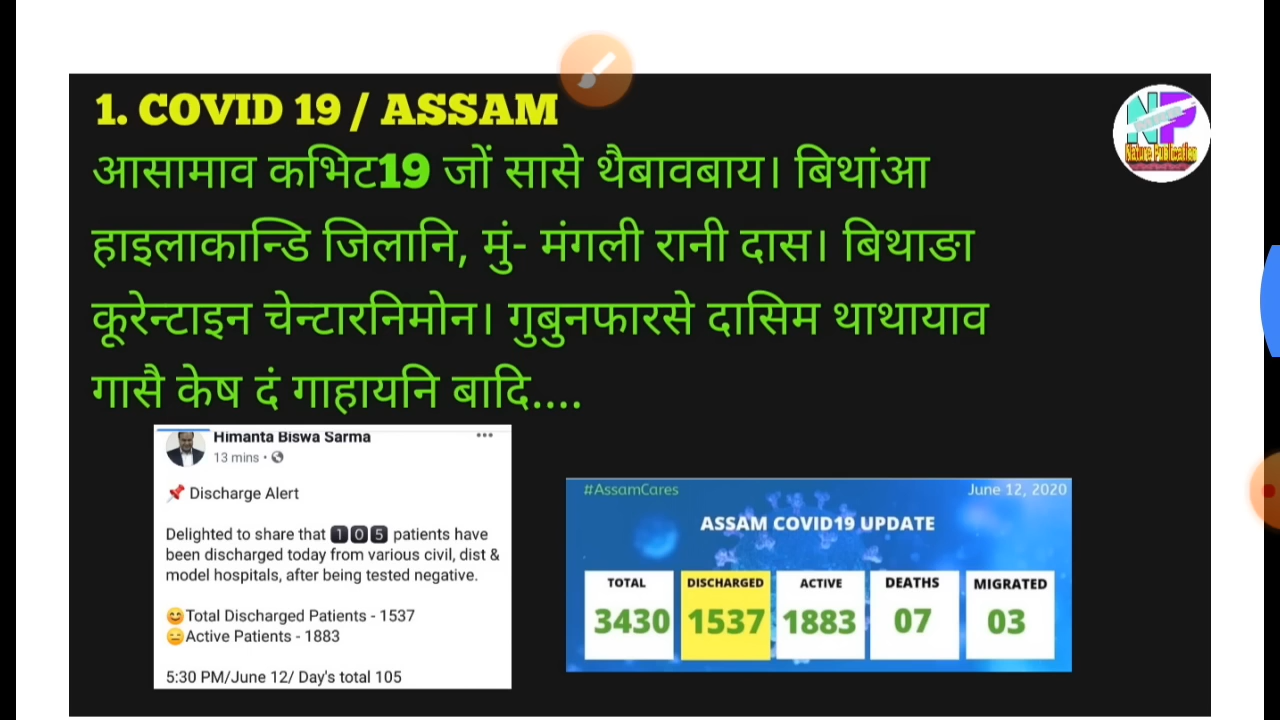 1. COVID 19 / ASSAM
आसामाव कभिट19 जों सासे थैबावबाय। बिथांआ
हाइलाकान्डि जिलानि, मुं- मंगली रानी दास। बिथाङा
कूरेन्टाइन चेन्टारनिमोन। गुबुनफारसे दासिम थाथायाव
गासै केष दं गाहायनि बादि....
NP
Nature Publication
Himanta Biswa Sarma
13 mins •
Discharge Alert
Delighted to share that 105 patients have
been discharged today from various civil, dist &
model hospitals, after being tested negative.
Total Discharged Patients - 1537
Active Patients - 1883
5:30 PM/June 12/ Day's total 105
#AssamCares June 12, 2020
ASSAM COVID19 UPDATE
TOTAL DISCHARGED ACTIVE DEATHS MIGRATED
3430 1537 1883 07 03